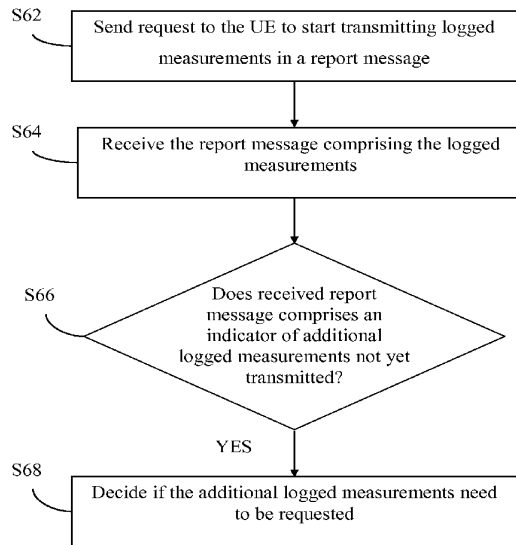 S62
Send request to the UE to start transmitting logged
measurements in a report message
S64
Receive the report message comprising the logged
measurements
S66
Does received report
message comprises an
indicator of additional
logged measurements not yet
transmitted?
YES
S68
Decide if the additional logged measurements need
to be requested